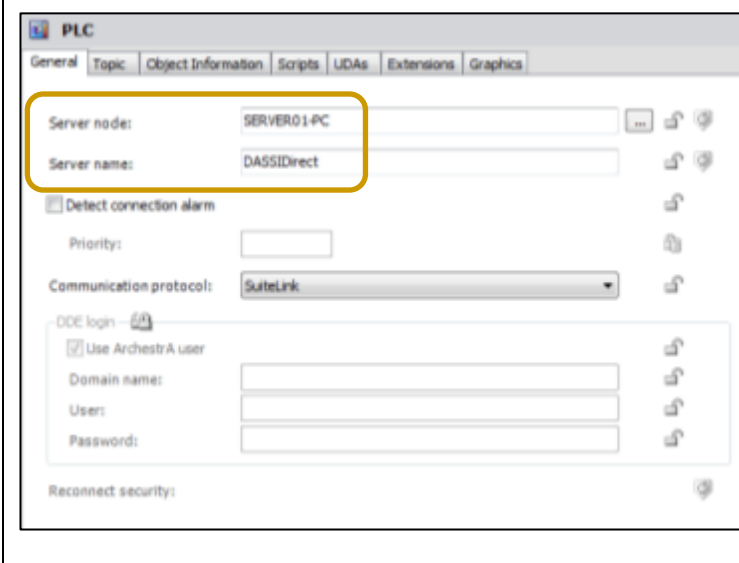 PLC
General Topic Object Information Scripts UDAs Extensions Graphics
Server node: SERVER01-PC ...
Server name: DASSIDirect
Detect connection alarm
Priority:
Communication protocol: SuiteLink
DDE login
Use ArchestrA user
Domain name:
User:
Password:
Reconnect security: